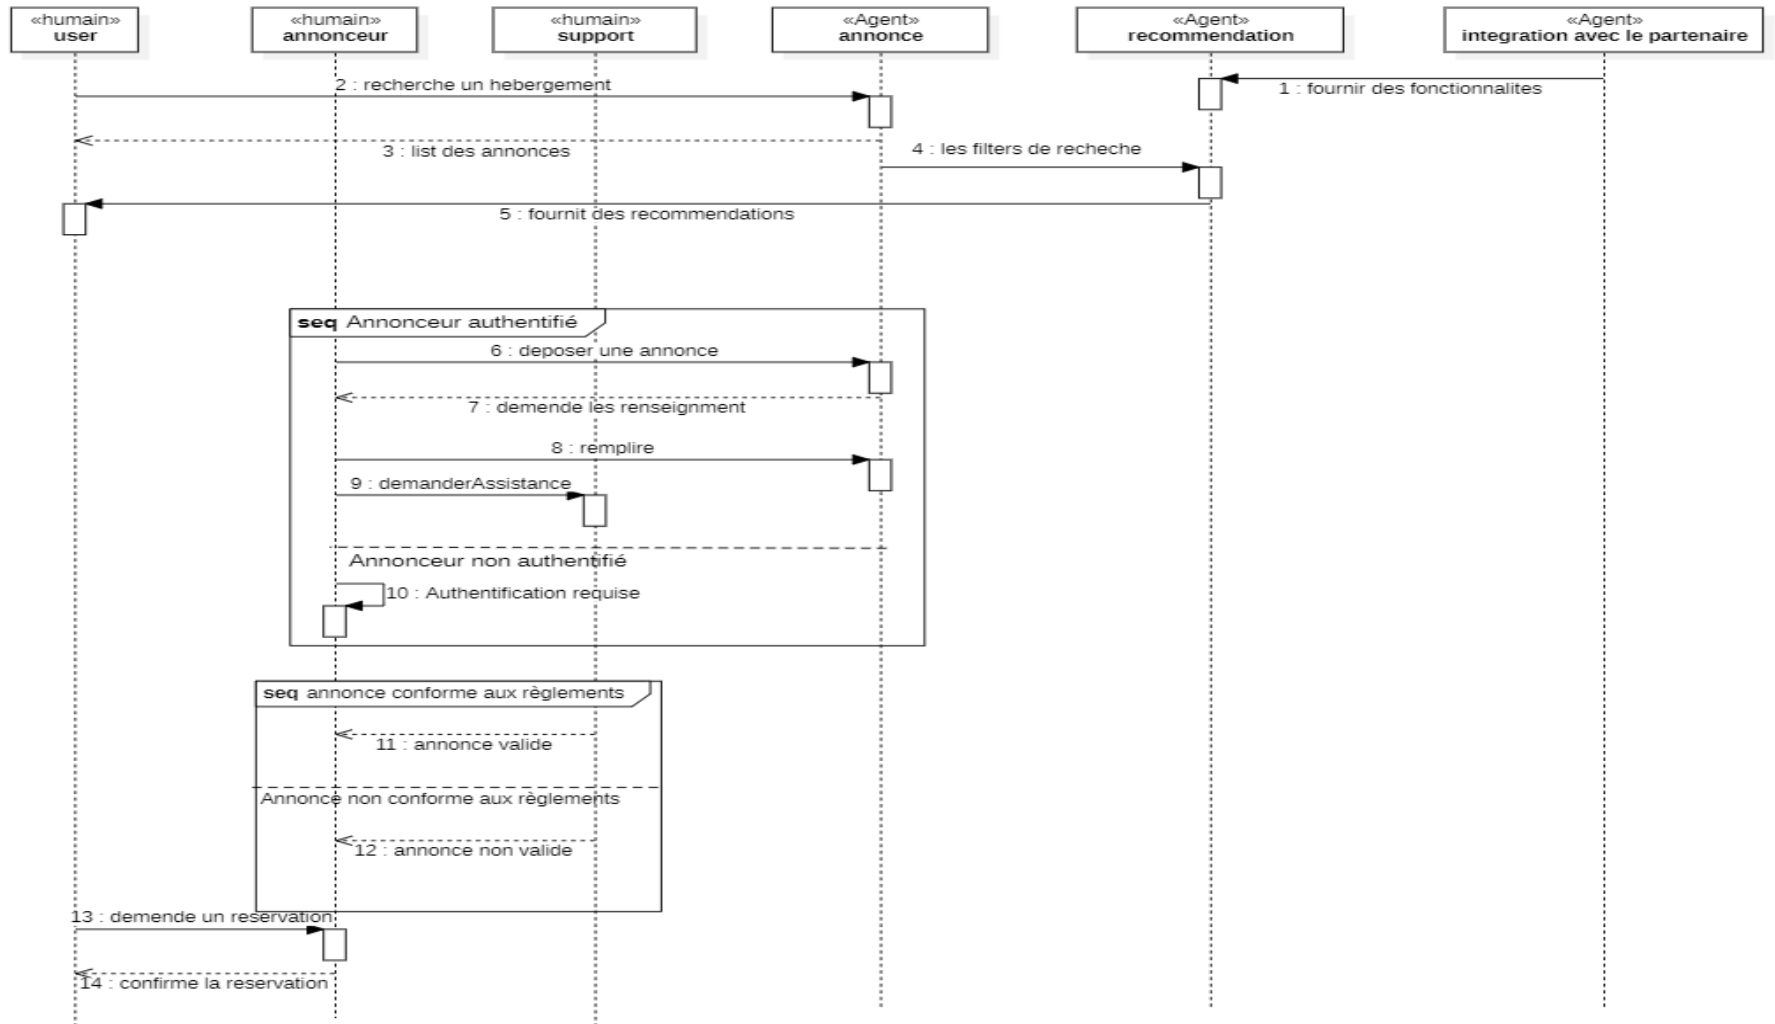 «humain»
user
«humain»
annonceur
«humain»
support
«Agent»
annonce
«Agent»
recommendation
«Agent»
integration avec le partenaire
1 : fournir des fonctionnalites
2 : recherche un hebergement
3 : list des annonces
4 : les filters de recheche
5 : fournit des recommendations
seq Annonceur authentifié
6 : deposer une annonce
7 : demende les renseignment
8 : remplire
9 : demanderAssistance
Annonceur non authentifié
10 : Authentification requise
seq annonce conforme aux règlements
11 : annonce valide
Annonce non conforme aux règlements
12 : annonce non valide
13 : demende un reservation
14 : confirme la reservation